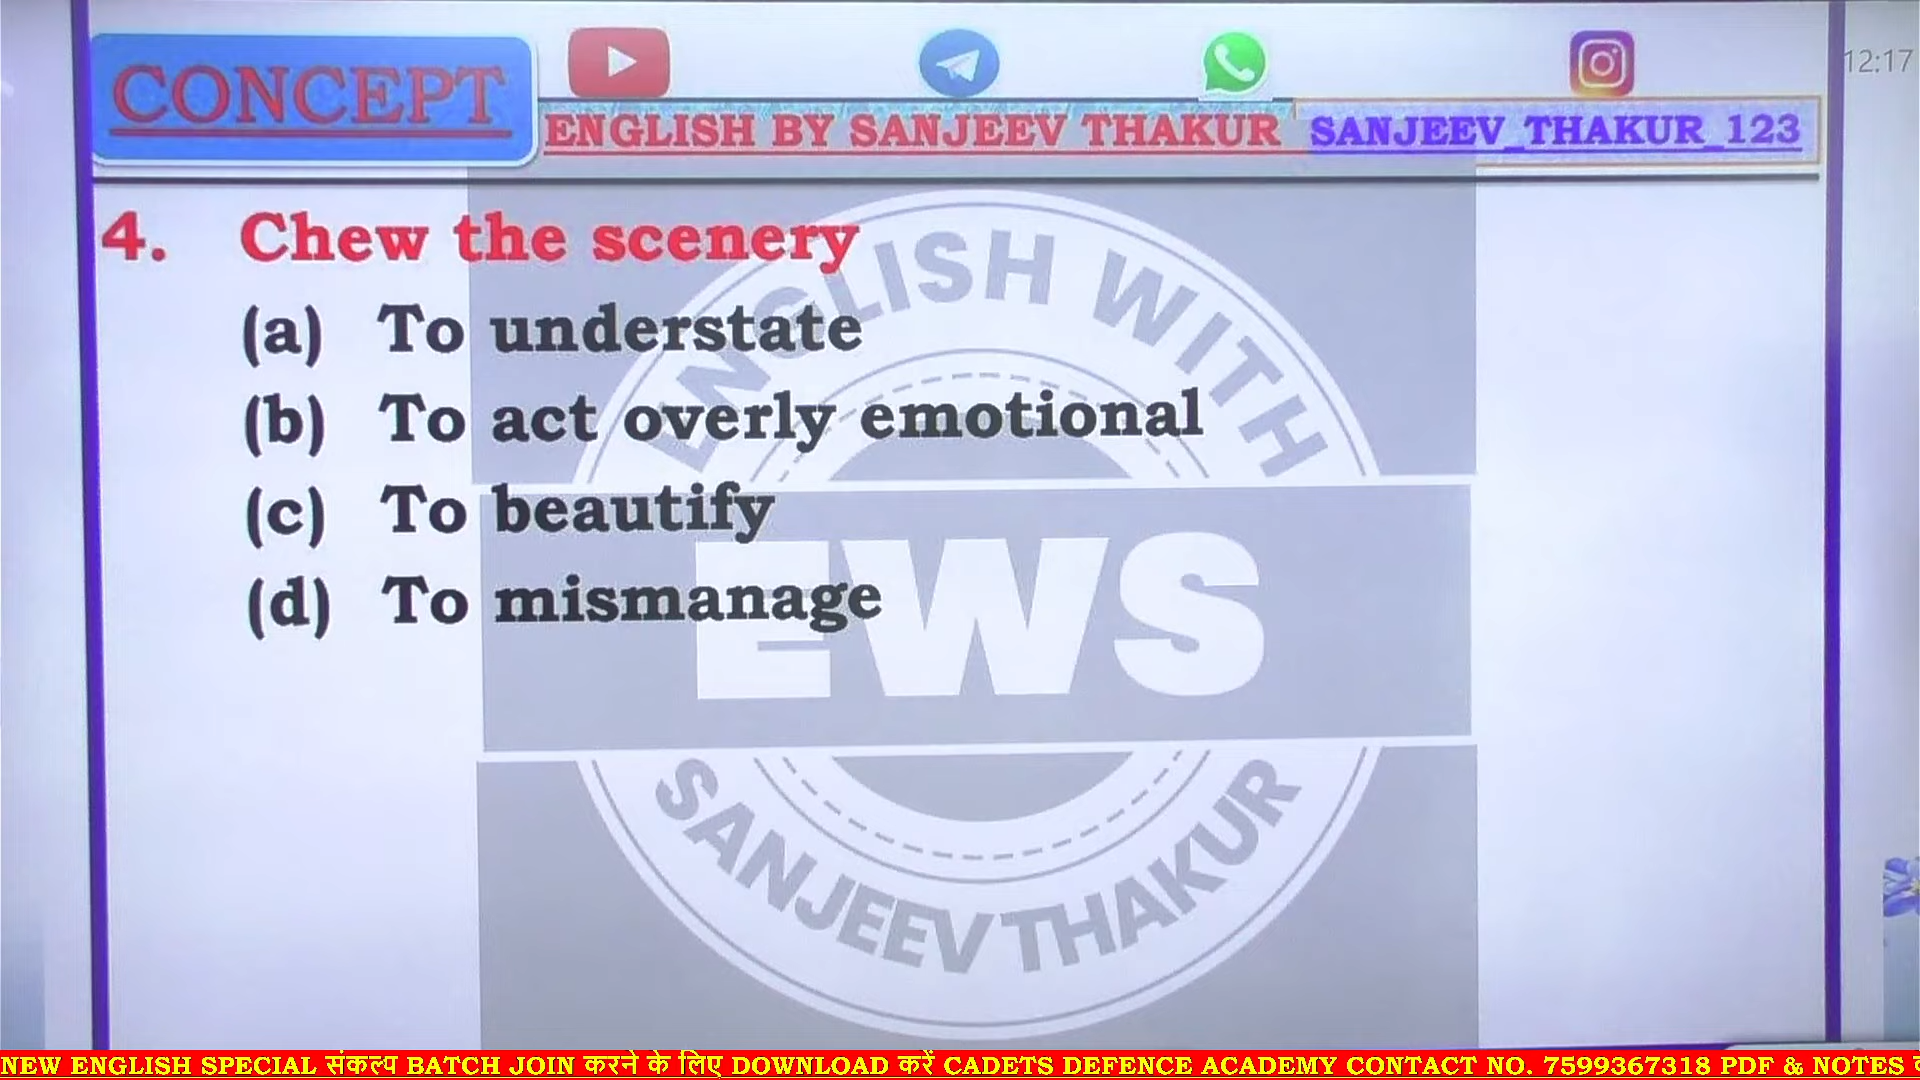 CONCEPT
12:17
ENGLISH BY SANJEEV THAKUR SANJEEV_THAKUR_123
4. Chew the scenery
(a) To understate
(b) To act overly emotional
(c) To beautify
(d) To mismanage
ENGLISH WITH
EWS
SANJEEV THAKUR
NEW ENGLISH SPECIAL संकल्प BATCH JOIN करने के लिए DOWNLOAD करें CADETS DEFENCE ACADEMY CONTACT NO. 7599367318 PDF & NOTES